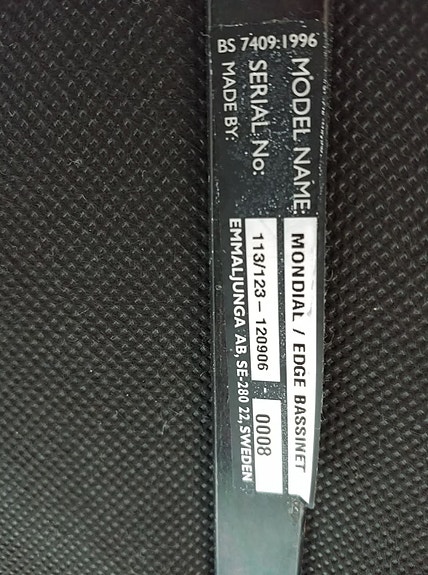 BS 7409:1996
MODEL NAME: MONDIAL / EDGE BASSINET
SERIAL No: 113/123 – 120906 - 0008
MADE BY: EMMALJUNGA AB, SE-280 22, SWEDEN